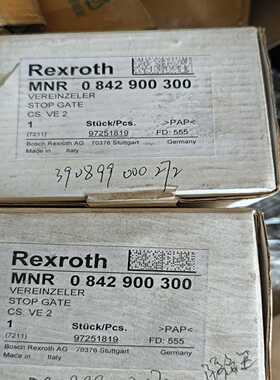 Rexroth
MNR 0 842 900 300
VEREINZELER
STOP GATE
CS. VE 2
1 Stück/Pcs. >PAP<
(7211) 97251819 FD: 555
Bosch Rexroth AG 70376 Stuttgart Germany
Made in Italy
390899 000 272
Rexroth
MNR 0 842 900 300
VEREINZELER
STOP GATE
CS. VE 2
1 Stück/Pcs. >PAP<
(7211) 97251819 FD: 555
Bosch Rexroth AG 70376 Stuttgart Germany
Made in Italy